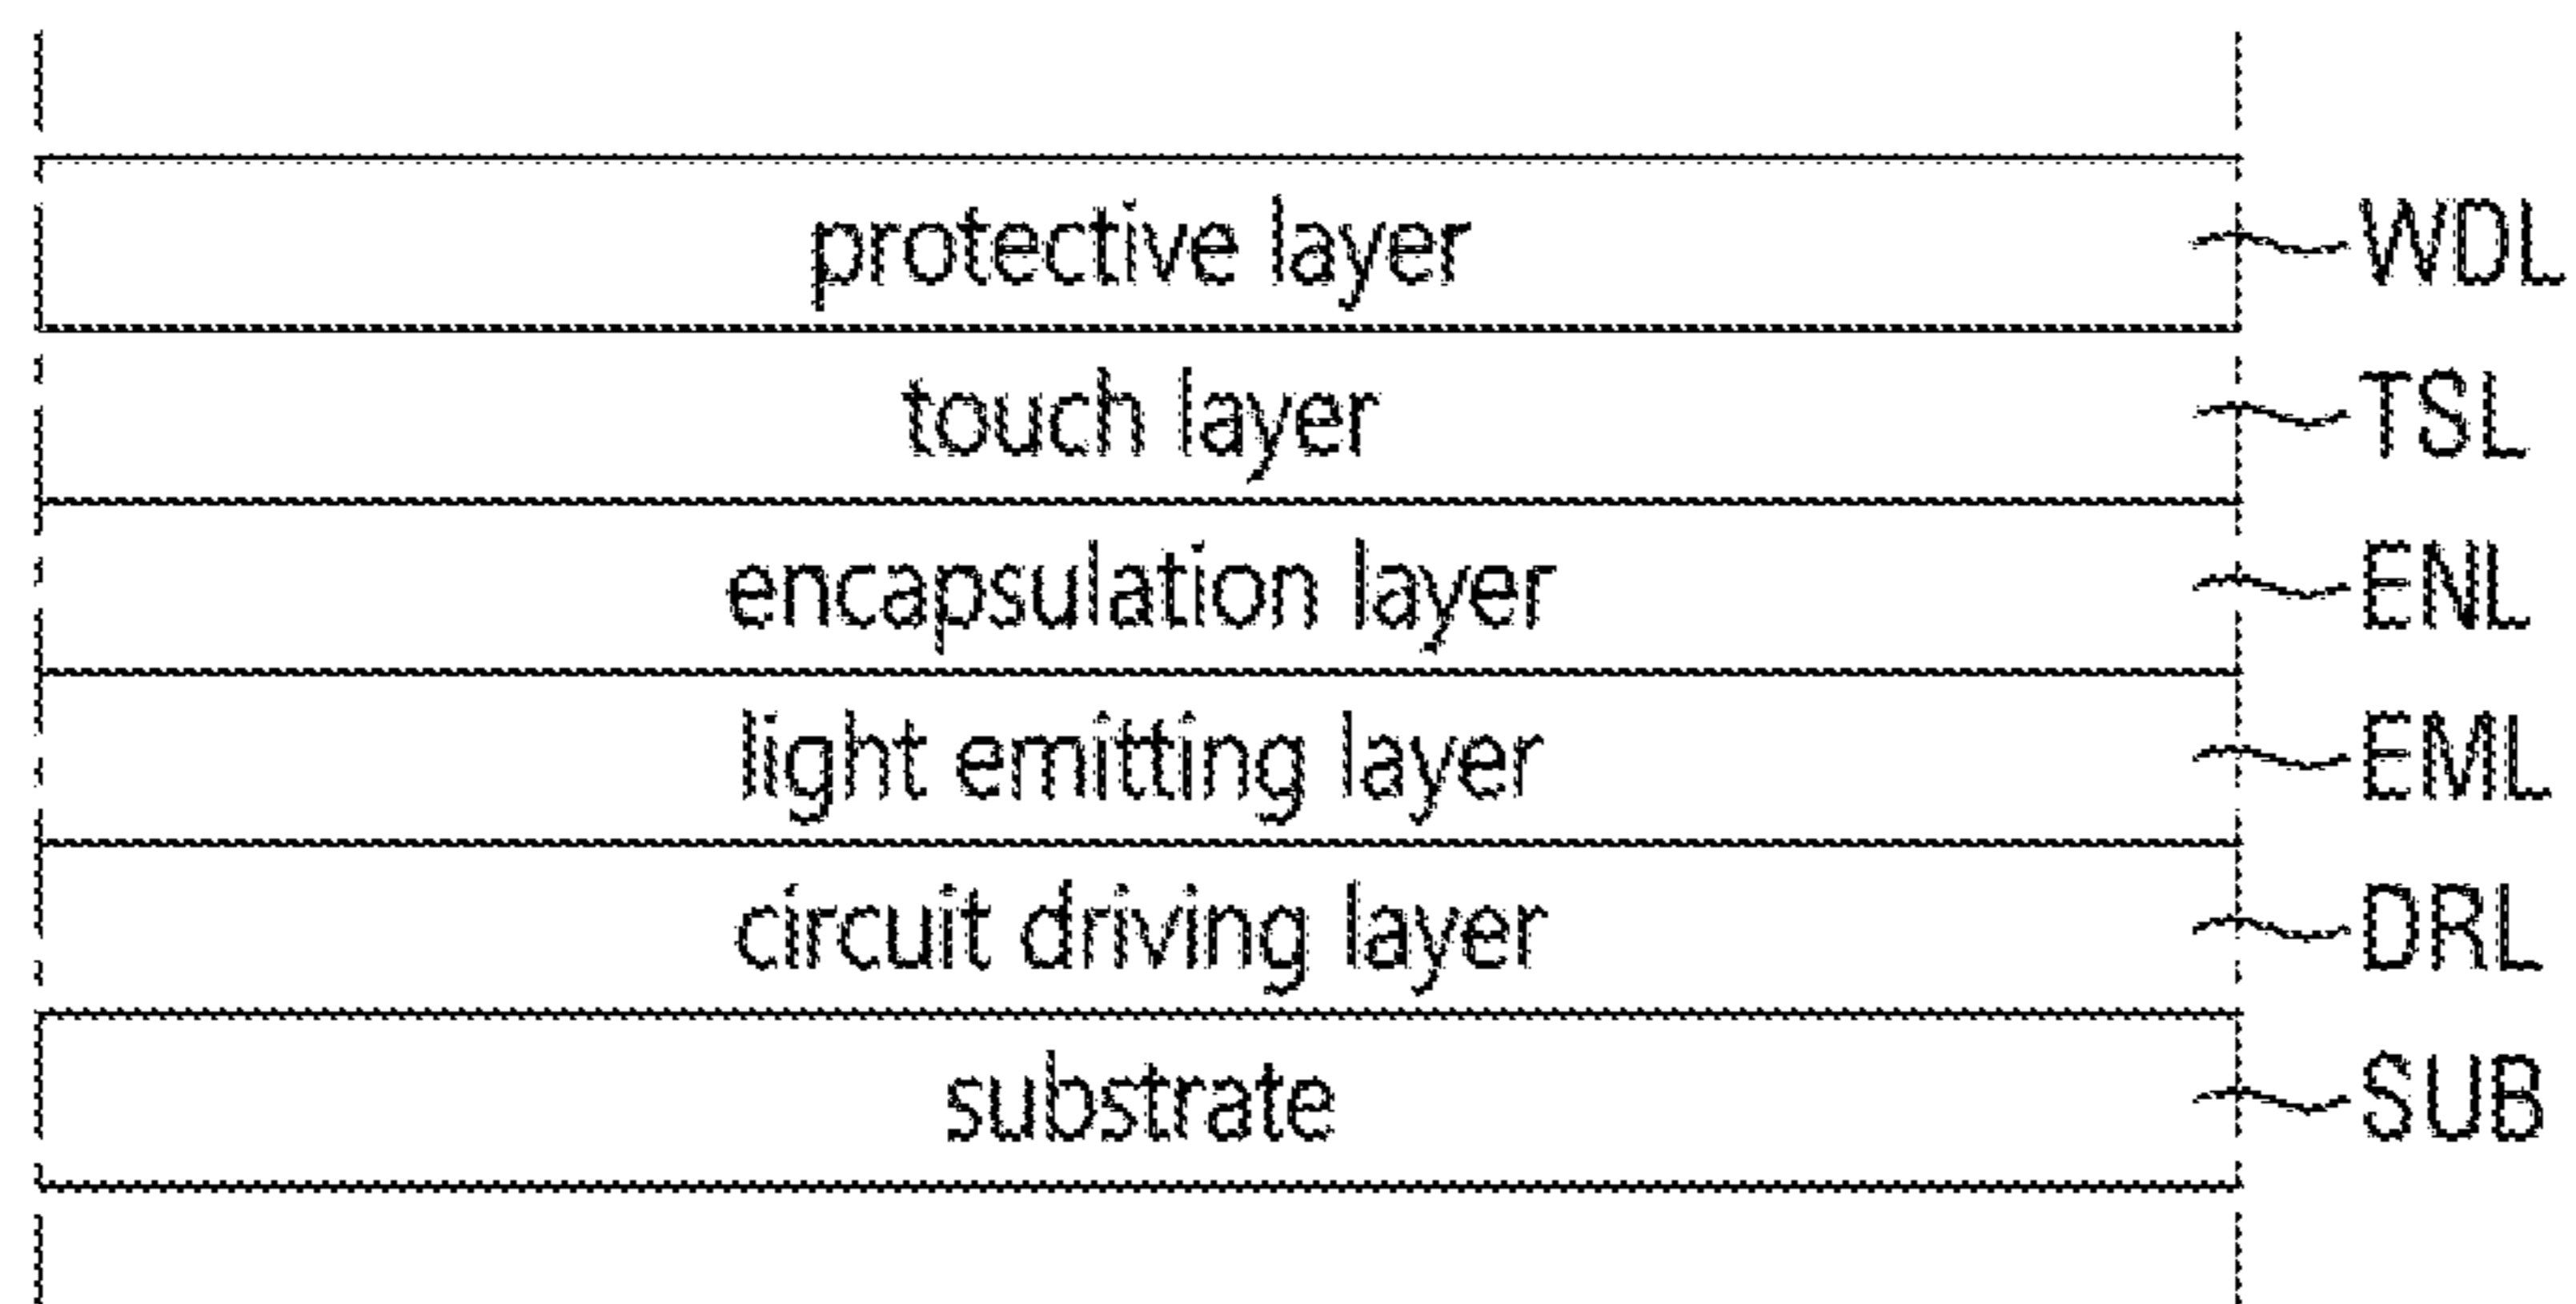 protective layer WDL
touch layer TSL
encapsulation layer ENL
light emitting layer EML
circuit driving layer DRL
substrate SUB